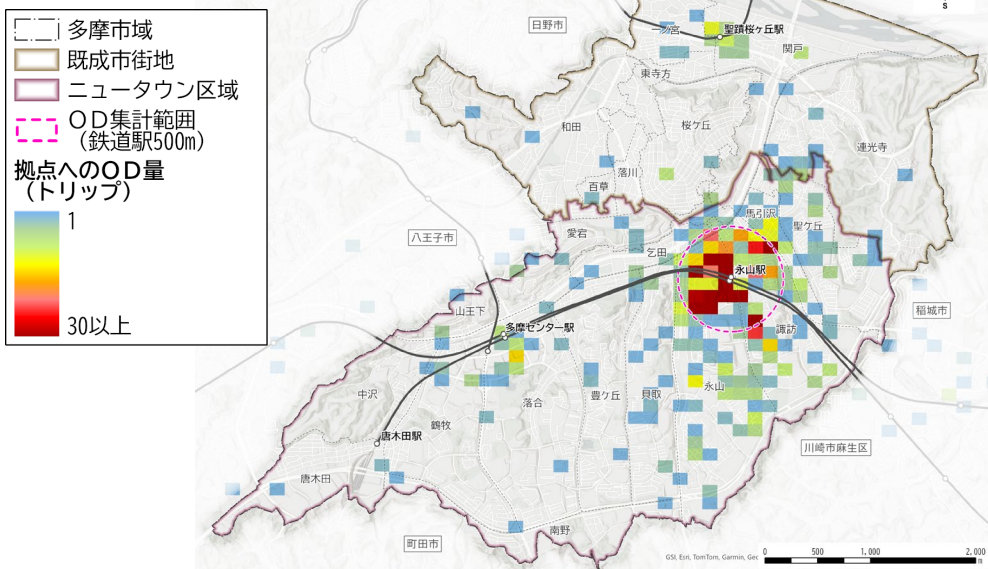 多摩市域
既成市街地
ニュータウン区域
OD集計範囲
(鉄道駅500m)
拠点へのOD量
(トリップ)
1
30以上
s
日野市
一ノ宮
聖蹟桜ヶ丘駅
関戸
東寺方
和田
桜ケ丘
連光寺
落川
百草
馬引沢
聖ケ丘
愛宕
八王子市
乞田
永山駅
稲城市
山王下
多摩センター駅
諏訪
中沢
落合
豊ケ丘
貝取
永山
鶴牧
唐木田駅
川崎市麻生区
唐木田
南野
町田市
GSI, Esri, TomTom, Garmin, Geo
0 500 1,000 2,000
m